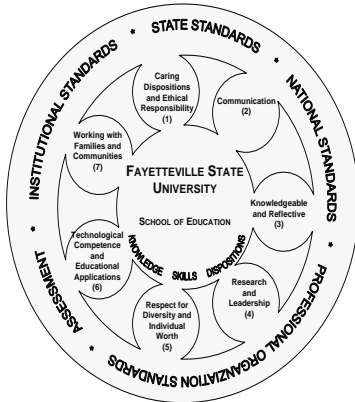 STATE STANDARDS
*
NATIONAL STANDARDS
*
PROFESSIONAL ORGANIZATION STANDARDS
*
ASSESSMENT
*
INSTITUTIONAL STANDARDS
*
Caring
Dispositions
and Ethical
Responsibility
(1)
Communication
(2)
Knowledgeable
and Reflective
(3)
Research
and
Leadership
(4)
Respect for
Diversity and
Individual
Worth
(5)
Technological
Competence
and
Educational
Applications
(6)
Working with
Families and
Communities
(7)
FAYETTEVILLE STATE
UNIVERSITY
SCHOOL OF EDUCATION
KNOWLEDGE SKILLS DISPOSITIONS